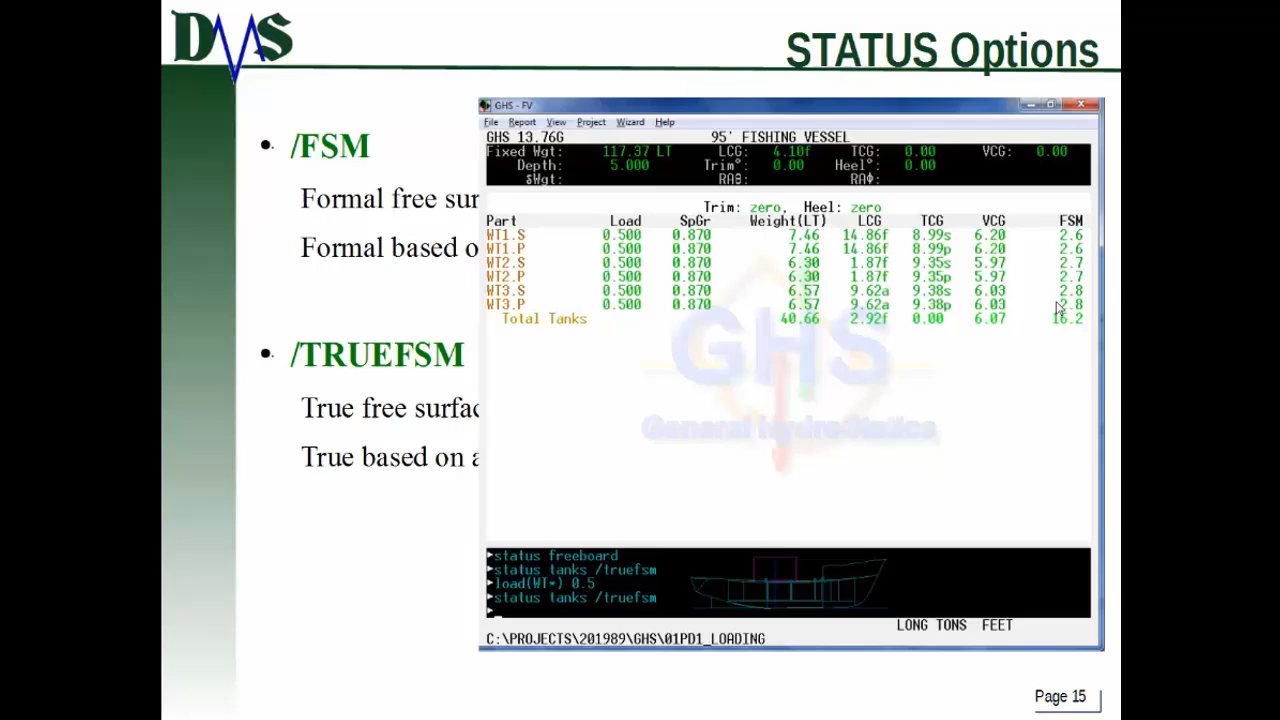 DMS
STATUS Options
• /FSM
Formal free sur
Formal based o
• /TRUEFSM
True free surfac
True based on a
GHS - FV
File Report View Project Wizard Help
GHS 13.76G 95' FISHING VESSEL
Fixed Wgt: 117.37 LT LCG: 4.10f TCG: 0.00 VCG: 0.00
Depth: 5.000 Trim°: 0.00 Heel°: 0.00
δWgt: RAθ: RAΦ:
Trim: zero, Heel: zero
Part Load SpGr Weight(LT) LCG TCG VCG FSM
WT1.S 0.500 0.870 7.46 14.86f 8.99s 6.20 2.6
WT1.P 0.500 0.870 7.46 14.86f 8.99p 6.20 2.6
WT2.S 0.500 0.870 6.30 1.87f 9.35s 5.97 2.7
WT2.P 0.500 0.870 6.30 1.87f 9.35p 5.97 2.7
WT3.S 0.500 0.870 6.57 9.62a 9.38s 6.03 2.8
WT3.P 0.500 0.870 6.57 9.62a 9.38p 6.03 2.8
Total Tanks 40.66 2.92f 0.00 6.07 16.2
GHS
General HydroStatics
status freeboard
status tanks /truefsm
load(WT*) 0.5
status tanks /truefsm
LONG TONS FEET
C:\PROJECTS\201989\GHS\01PD1_LOADING
Page 15